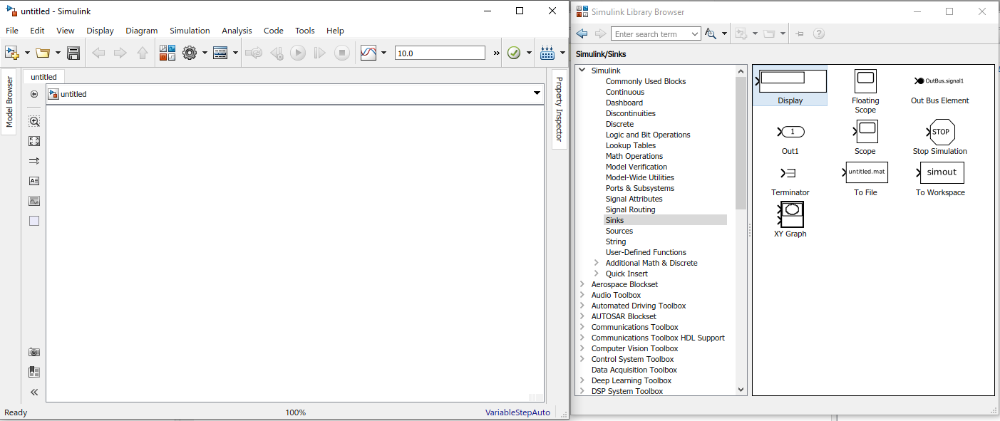 untitled - Simulink
File Edit View Display Diagram Simulation Analysis Code Tools Help
10.0 »
Model Browser
untitled
untitled
Property Inspector
Ready 100% VariableStepAuto
Simulink Library Browser
Enter search term
Simulink/Sinks
Simulink
Commonly Used Blocks
Continuous
Dashboard
Discontinuities
Discrete
Logic and Bit Operations
Lookup Tables
Math Operations
Model Verification
Model-Wide Utilities
Ports & Subsystems
Signal Attributes
Signal Routing
Sinks
Sources
String
User-Defined Functions
Additional Math & Discrete
Quick Insert
Aerospace Blockset
Audio Toolbox
Automated Driving Toolbox
AUTOSAR Blockset
Communications Toolbox
Communications Toolbox HDL Support
Computer Vision Toolbox
Control System Toolbox
Data Acquisition Toolbox
Deep Learning Toolbox
DSP System Toolbox
Display
Floating
Scope
OutBus.signal1
Out Bus Element
1
Out1
Scope
STOP
Stop Simulation
Terminator
untitled.mat
To File
simout
To Workspace
XY Graph